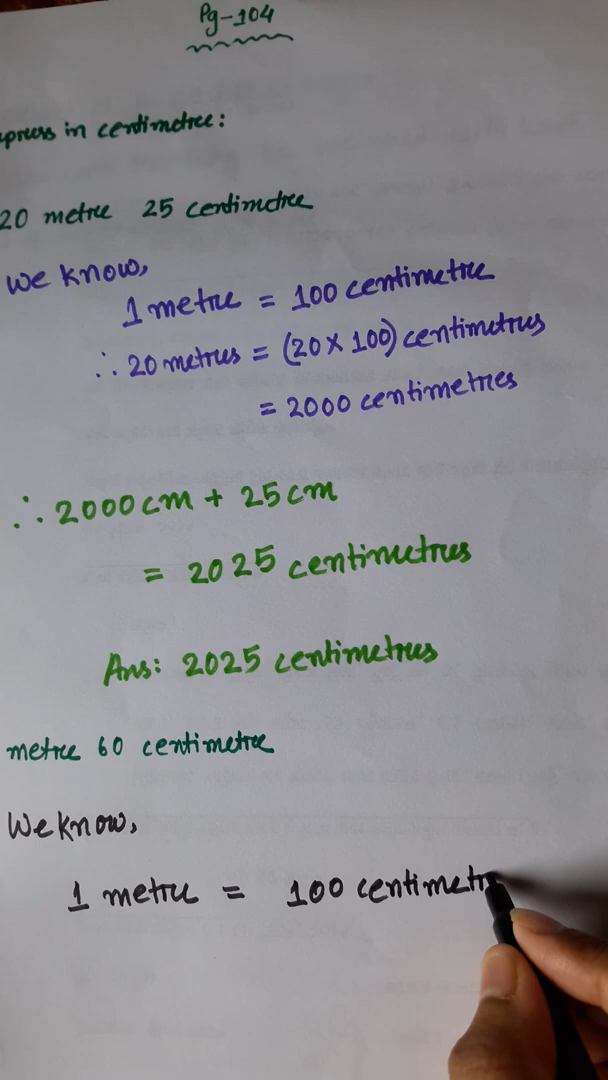 Pg-104
in centimetre:
20 metre 25 centimetre
We know,
1 metre = 100 centimetre
∴ 20 metres = (20 × 100) centimetres
= 2000 centimetres
∴ 2000 cm + 25 cm
= 2025 centimetres
Ans: 2025 centimetres
metre 60 centimetre
We know,
1 metre = 100 centimetr